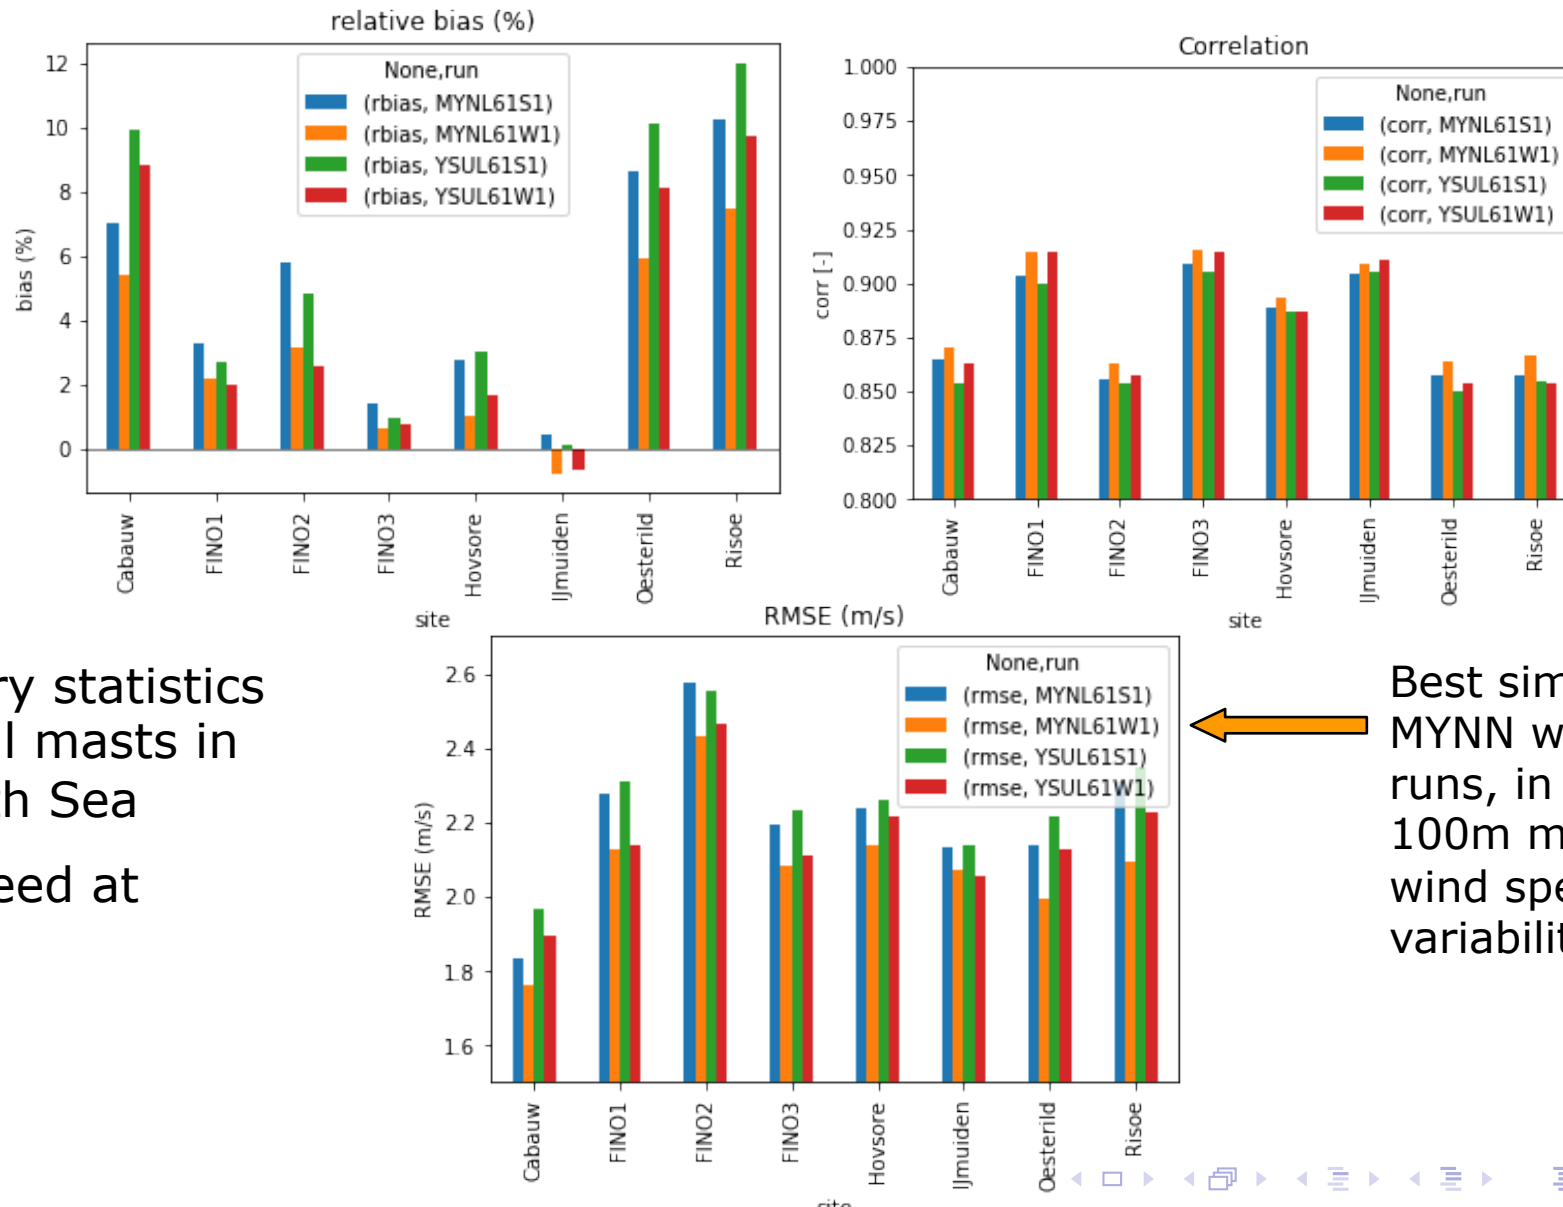 relative bias (%)
12
10
8
6
4
2
0
bias (%)
None,run
(rbias, MYNL61S1)
(rbias, MYNL61W1)
(rbias, YSUL61S1)
(rbias, YSUL61W1)
Cabauw
FINO1
FINO2
FINO3
Hovsore
IJmuiden
Oesterild
Risoe
site
Correlation
1.000
0.975
0.950
0.925
0.900
0.875
0.850
0.825
0.800
corr [-]
None,run
(corr, MYNL61S1)
(corr, MYNL61W1)
(corr, YSUL61S1)
(corr, YSUL61W1)
Cabauw
FINO1
FINO2
FINO3
Hovsore
IJmuiden
Oesterild
Risoe
site
RMSE (m/s)
2.6
2.4
2.2
2.0
1.8
1.6
RMSE (m/s)
None,run
(rmse, MYNL61S1)
(rmse, MYNL61W1)
(rmse, YSUL61S1)
(rmse, YSUL61W1)
Cabauw
FINO1
FINO2
FINO3
Hovsore
IJmuiden
Oesterild
Risoe
site
ry statistics
l masts in
th Sea
eed at
Best sim
MYNN w
runs, in
100m m
wind spe
variabilit